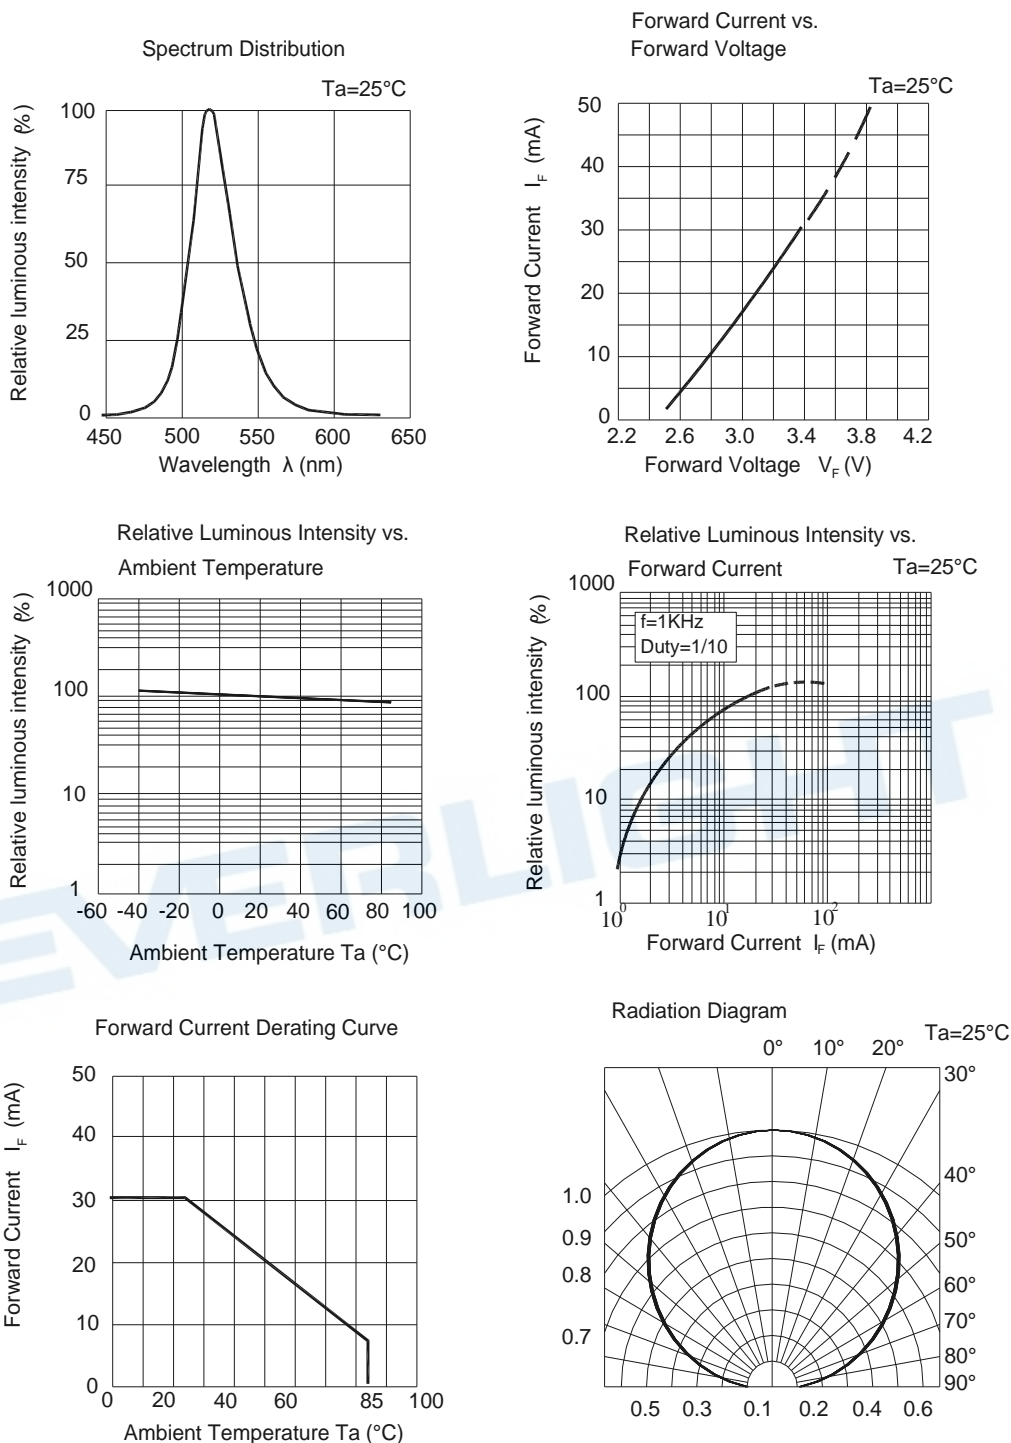 Spectrum Distribution
Ta=25°C
Relative luminous intensity (%)
100
75
50
25
0
450 500 550 600 650
Wavelength λ (nm)
Forward Current vs.
Forward Voltage
Ta=25°C
Forward Current I_F (mA)
50
40
30
20
10
0
2.2 2.6 3.0 3.4 3.8 4.2
Forward Voltage V_F (V)
Relative Luminous Intensity vs.
Ambient Temperature
Relative luminous intensity (%)
1000
100
10
1
-60 -40 -20 0 20 40 60 80 100
Ambient Temperature Ta (°C)
Relative Luminous Intensity vs.
Forward Current Ta=25°C
Relative luminous intensity (%)
1000
f=1KHz
Duty=1/10
100
10
1
10⁰ 10¹ 10²
Forward Current I_F (mA)
Forward Current Derating Curve
Forward Current I_F (mA)
50
40
30
20
10
0
0 20 40 60 80 100
Ambient Temperature Ta (°C)
Radiation Diagram
Ta=25°C
0° 10° 20°
30°
40°
50°
60°
70°
80°
90°
1.0
0.9
0.8
0.7
0.5 0.3 0.1 0.2 0.4 0.6
EVERLIGHT